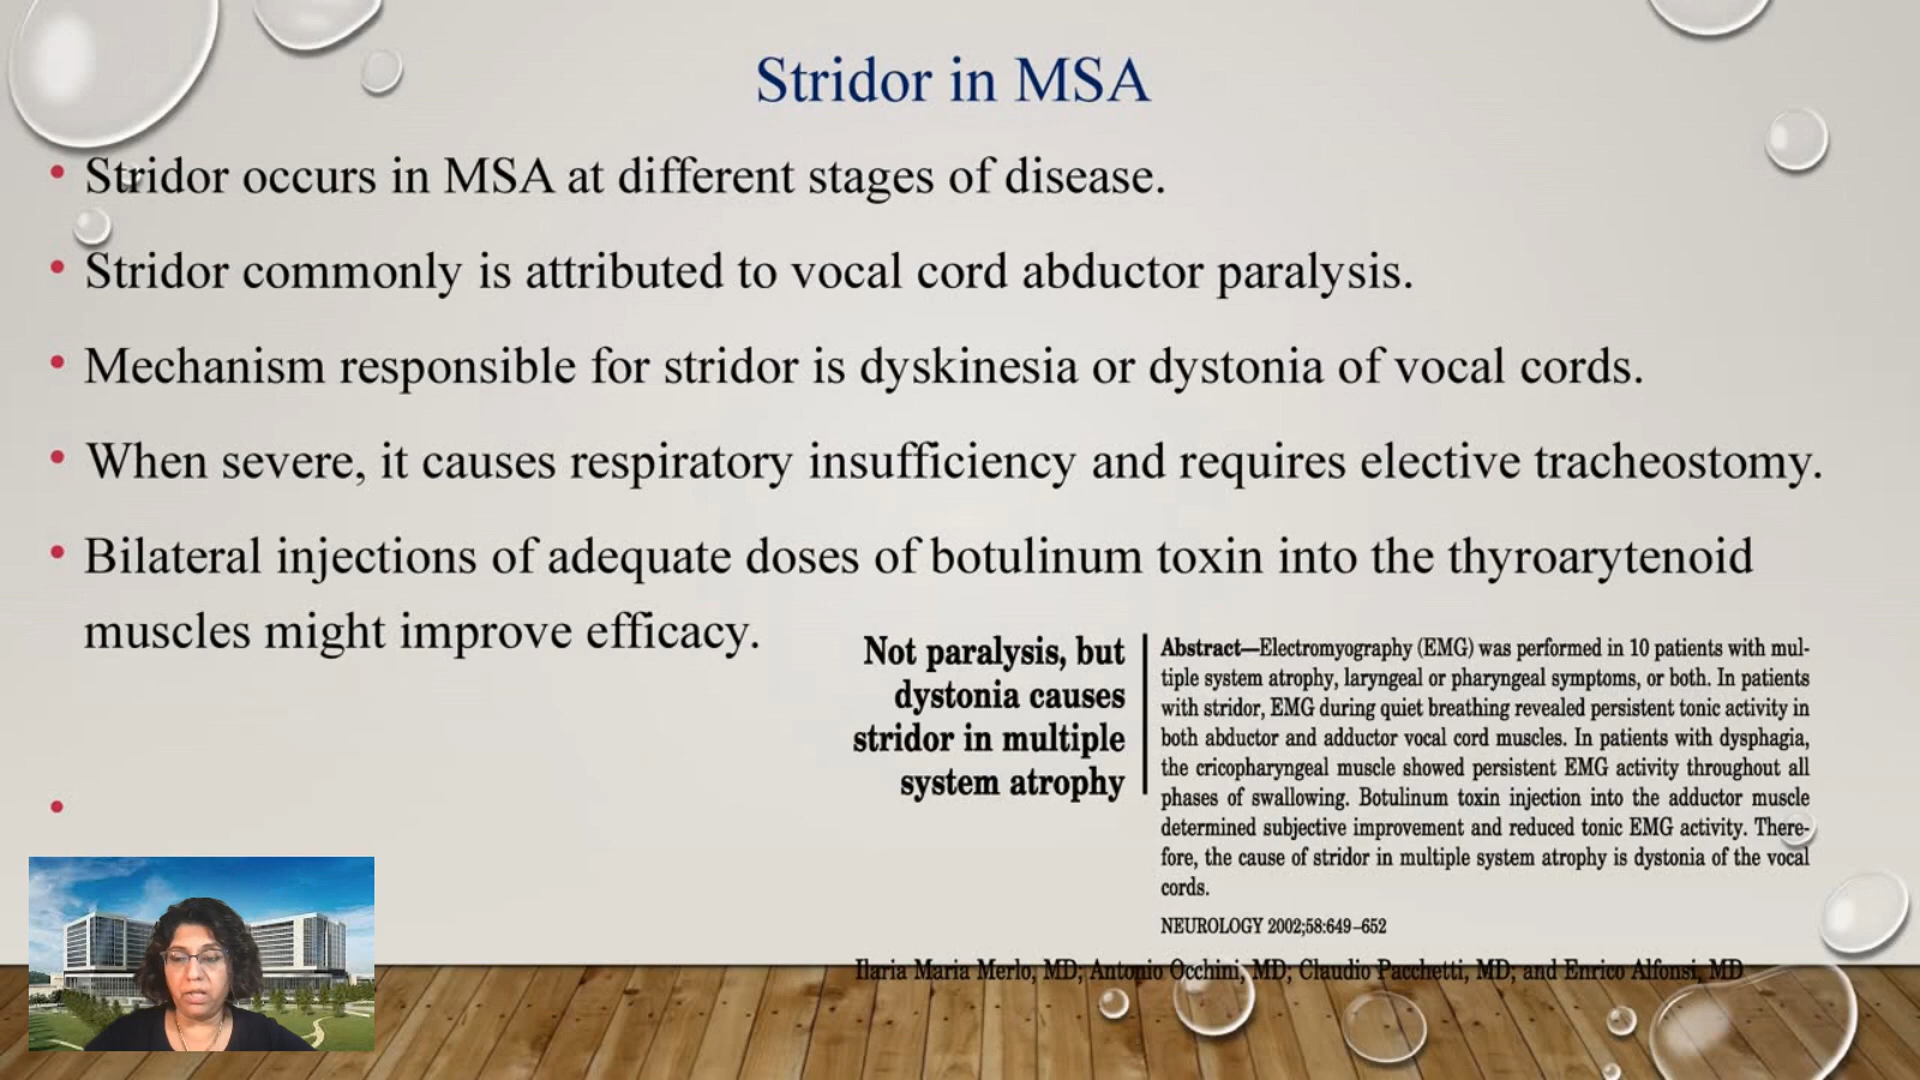 Stridor in MSA
• Stridor occurs in MSA at different stages of disease.
• Stridor commonly is attributed to vocal cord abductor paralysis.
• Mechanism responsible for stridor is dyskinesia or dystonia of vocal cords.
• When severe, it causes respiratory insufficiency and requires elective tracheostomy.
• Bilateral injections of adequate doses of botulinum toxin into the thyroarytenoid
muscles might improve efficacy.
Not paralysis, but
dystonia causes
stridor in multiple
system atrophy
Abstract—Electromyography (EMG) was performed in 10 patients with mul-
tiple system atrophy, laryngeal or pharyngeal symptoms, or both. In patients
with stridor, EMG during quiet breathing revealed persistent tonic activity in
both abductor and adductor vocal cord muscles. In patients with dysphagia,
the cricopharyngeal muscle showed persistent EMG activity throughout all
phases of swallowing. Botulinum toxin injection into the adductor muscle
determined subjective improvement and reduced tonic EMG activity. There-
fore, the cause of stridor in multiple system atrophy is dystonia of the vocal
cords.
NEUROLOGY 2002;58:649–652
Ilaria Maria Merlo, MD; Antonio Occhini, MD; Claudio Pacchetti, MD; and Enrico Alfonsi, MD